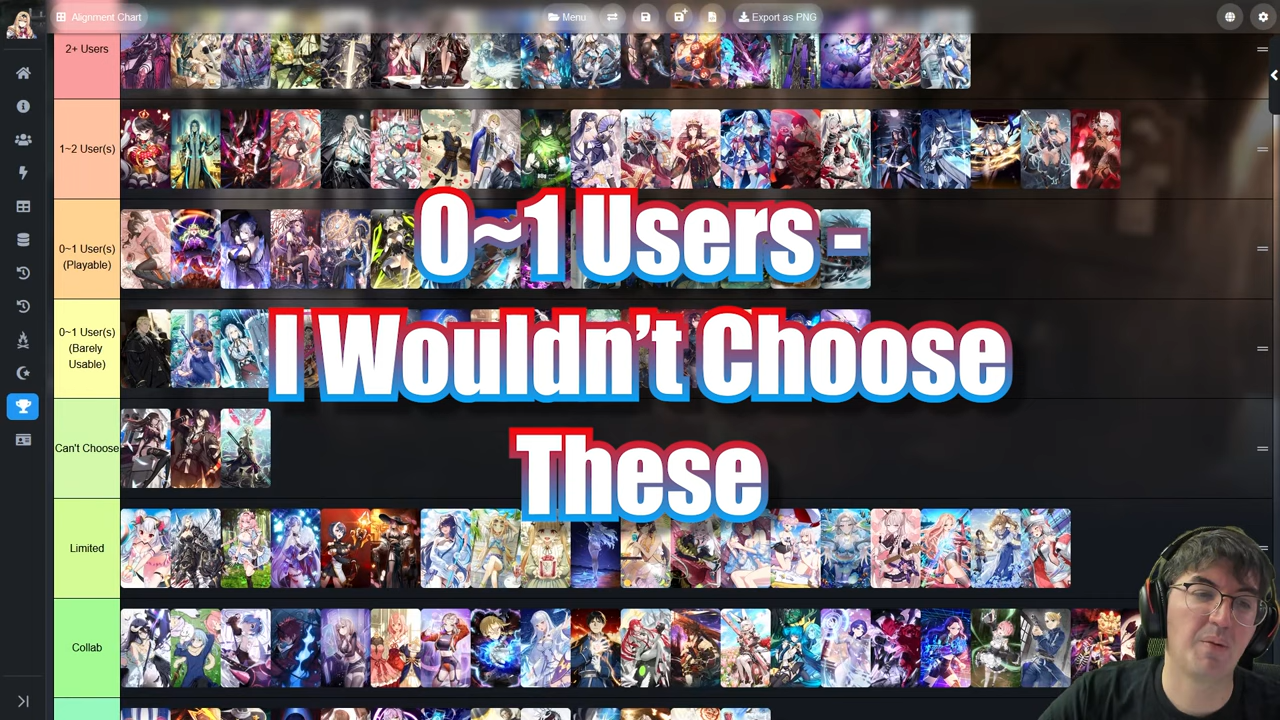 Alignment Chart
Menu
Export as PNG
2+ Users
1~2 User(s)
0~1 User(s)
(Playable)
0~1 User(s)
(Barely
Usable)
Can't Choose
Limited
Collab
0~1 Users -
I Wouldn't Choose
These